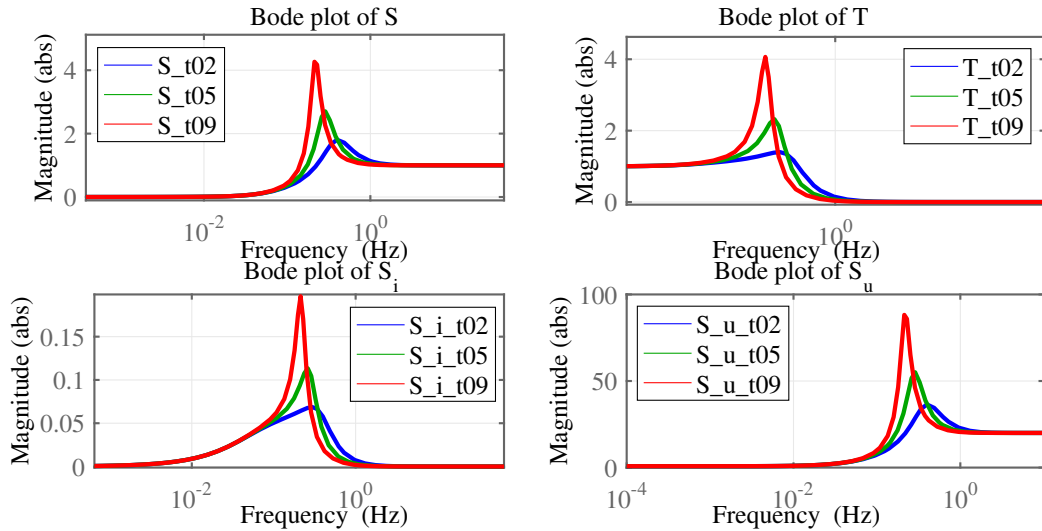 Bode plot of S
Magnitude (abs)
4
2
0
S_t02
S_t05
S_t09
10^-2
10^0
Frequency (Hz)
Bode plot of T
Magnitude (abs)
4
2
0
T_t02
T_t05
T_t09
10^0
Frequency (Hz)
Bode plot of S_i
Magnitude (abs)
0.15
0.1
0.05
0
S_i_t02
S_i_t05
S_i_t09
10^-2
10^0
Frequency (Hz)
Bode plot of S_u
Magnitude (abs)
100
50
0
S_u_t02
S_u_t05
S_u_t09
10^-4
10^-2
10^0
Frequency (Hz)